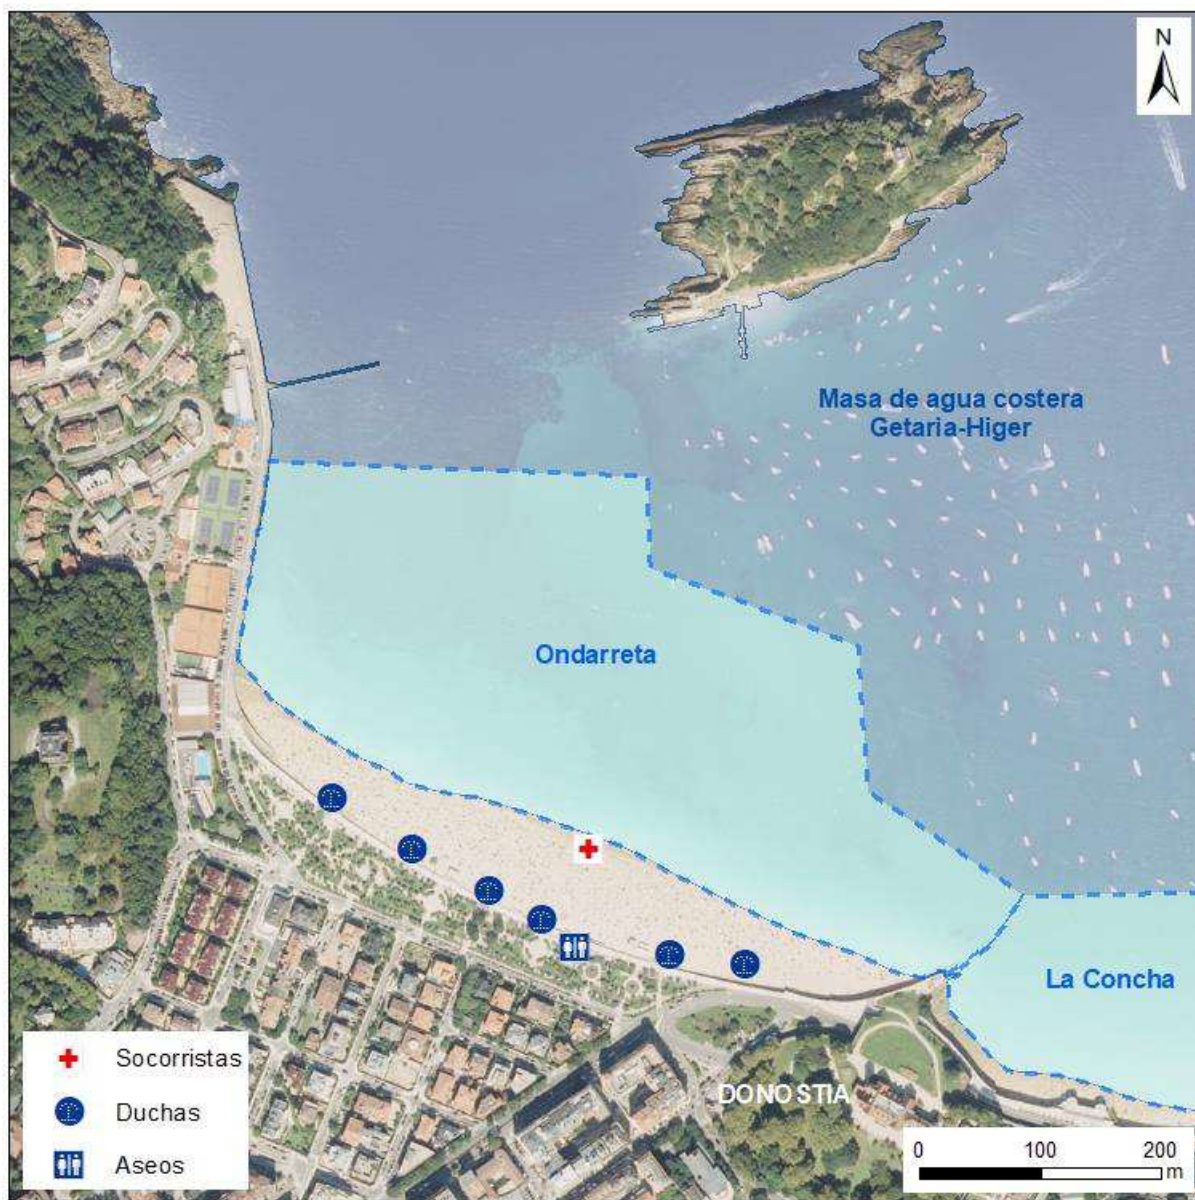 N
Masa de agua costera
Getaria-Higer
Ondarreta
La Concha
DONOSTIA
Socorristas
Duchas
Aseos
0 100 200
m